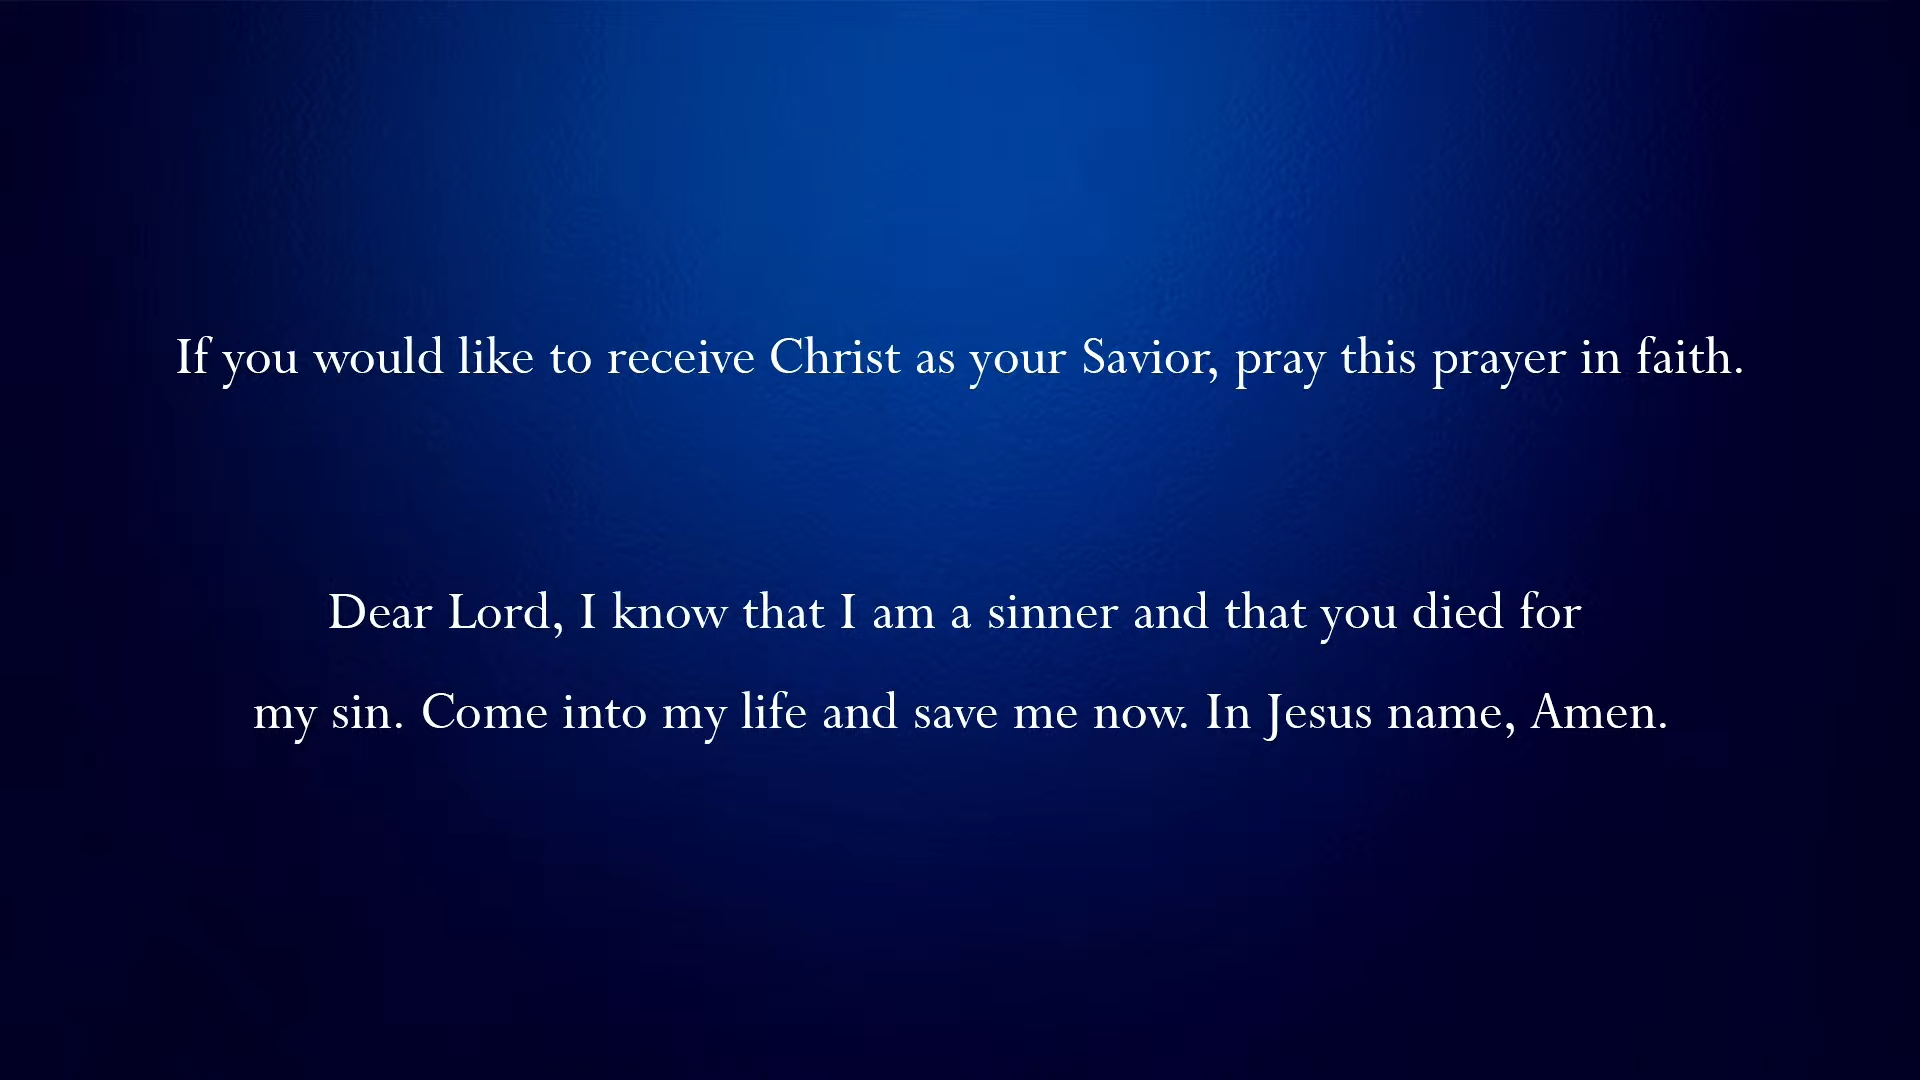 If you would like to receive Christ as your Savior, pray this prayer in faith.
Dear Lord, I know that I am a sinner and that you died for
my sin. Come into my life and save me now. In Jesus name, Amen.